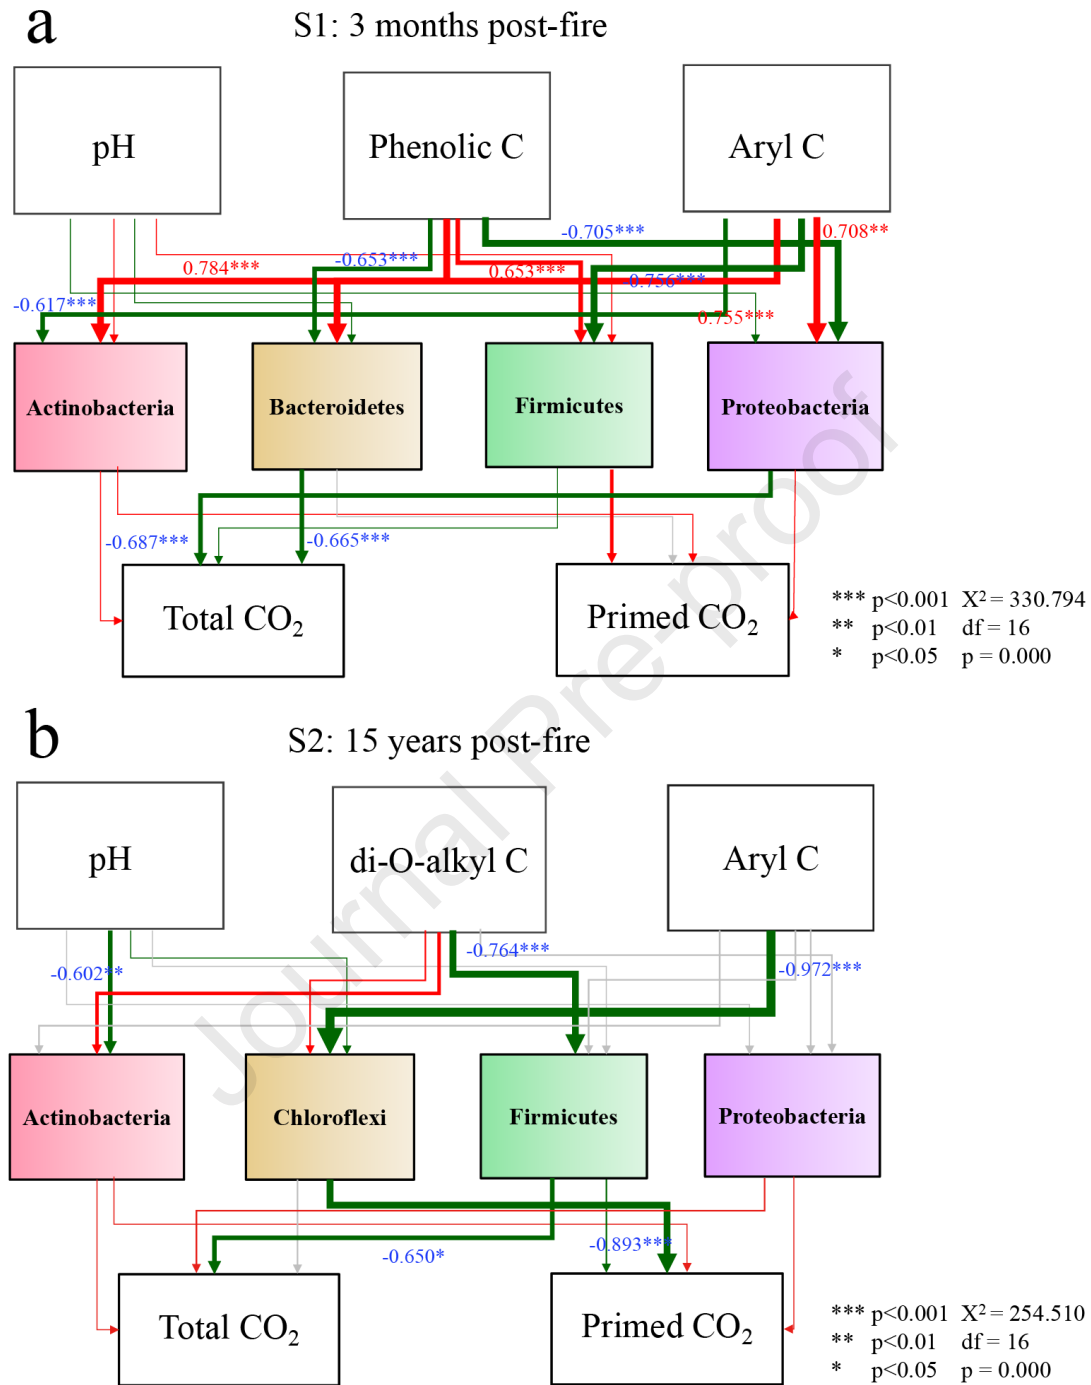 a
S1: 3 months post-fire
pH
Phenolic C
Aryl C
-0.705***
0.708**
-0.653***
0.784***
0.653***
-0.756***
-0.617***
0.755***
Actinobacteria
Bacteroidetes
Firmicutes
Proteobacteria
-0.687***
-0.665***
Total CO2
Primed CO2
*** p<0.001 X2 = 330.794
** p<0.01 df = 16
* p<0.05 p = 0.000
b
S2: 15 years post-fire
pH
di-O-alkyl C
Aryl C
-0.764***
-0.602**
-0.972***
Actinobacteria
Chloroflexi
Firmicutes
Proteobacteria
-0.650*
-0.893***
Total CO2
Primed CO2
*** p<0.001 X2 = 254.510
** p<0.01 df = 16
* p<0.05 p = 0.000
Journal Pre-proof